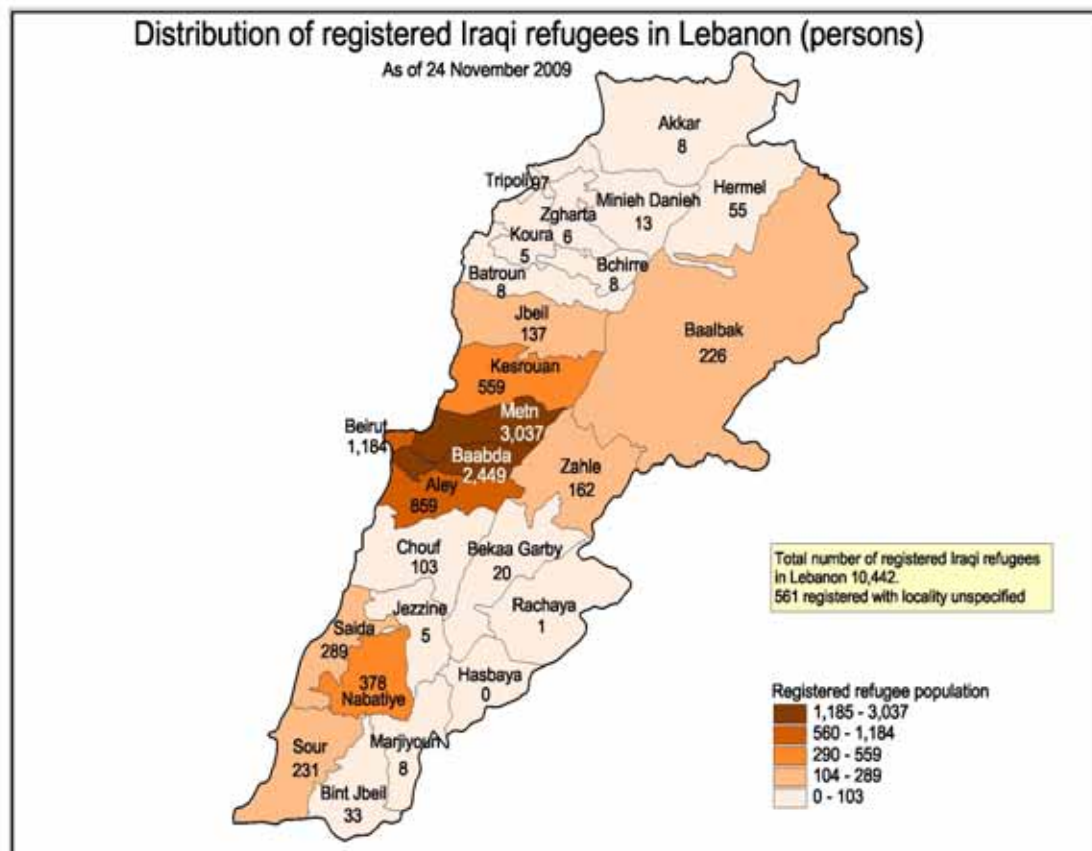 Distribution of registered Iraqi refugees in Lebanon (persons)
As of 24 November 2009
Akkar
8
Tripoli 97
Hermel
55
Minieh Danieh
13
Zgharta
6
Koura
5
Bchirre
8
Batroun
8
Jbeil
137
Baalbak
226
Kesrouan
559
Metn
3,037
Beirut
1,184
Baabda
2,449
Zahle
162
Aley
859
Chouf
103
Bekaa Garby
20
Total number of registered Iraqi refugees
in Lebanon 10,442.
561 registered with locality unspecified
Rachaya
1
Jezzine
5
Saida
289
Hasbaya
0
378
Nabatiye
Marjiyoun
8
Sour
231
Bint Jbeil
33
Registered refugee population
1,185 - 3,037
560 - 1,184
290 - 559
104 - 289
0 - 103